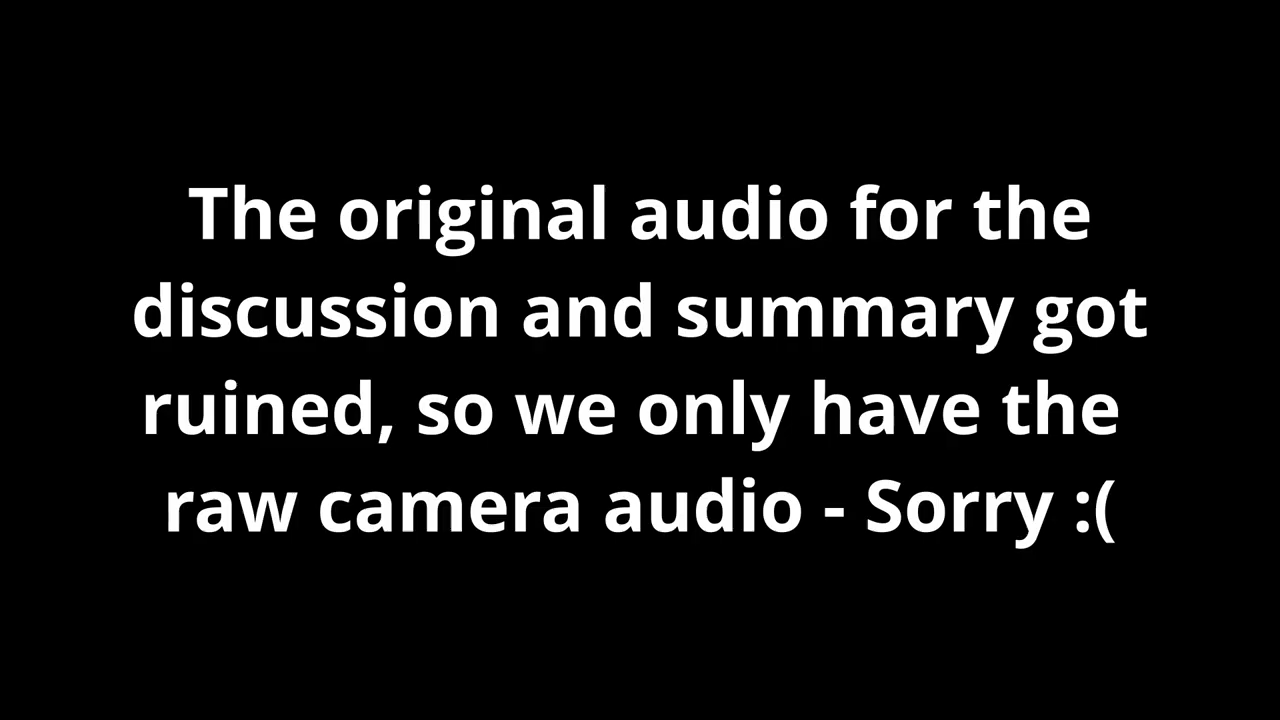 The original audio for the
discussion and summary got
ruined, so we only have the
raw camera audio - Sorry :(